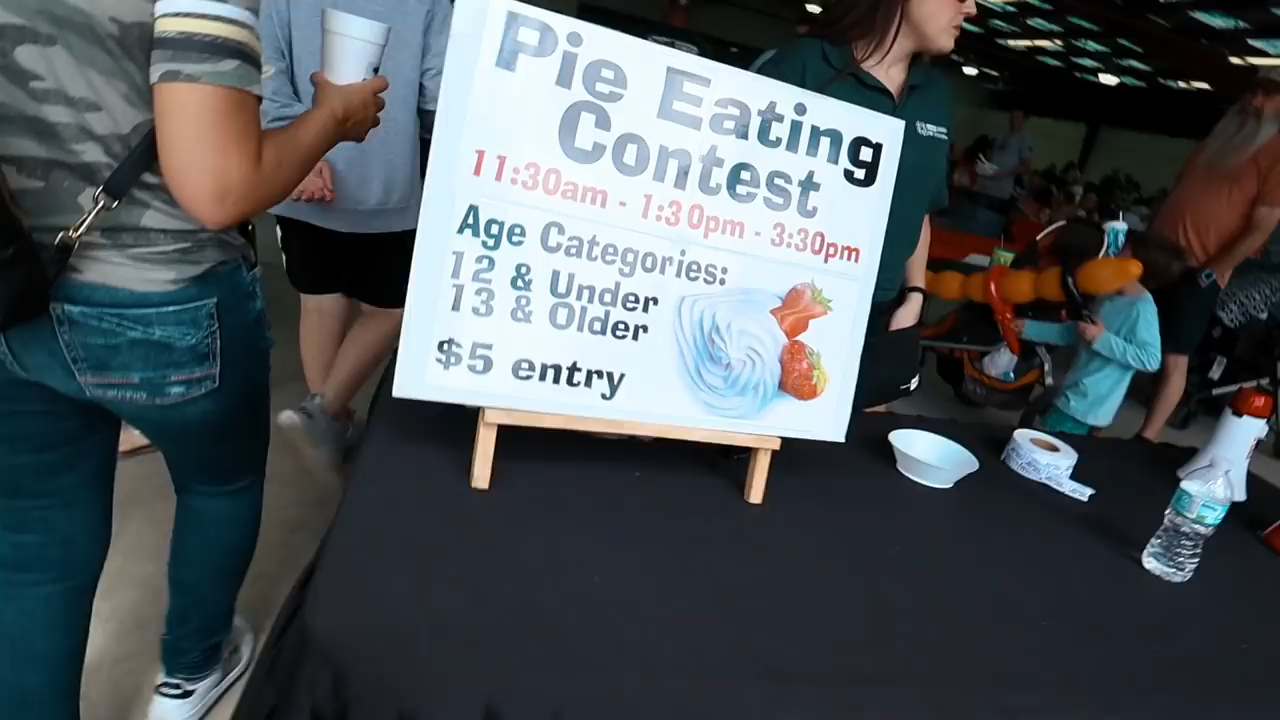 Pie Eating
Contest
11:30am - 1:30pm - 3:30pm
Age Categories:
12 & Under
13 & Older
$5 entry